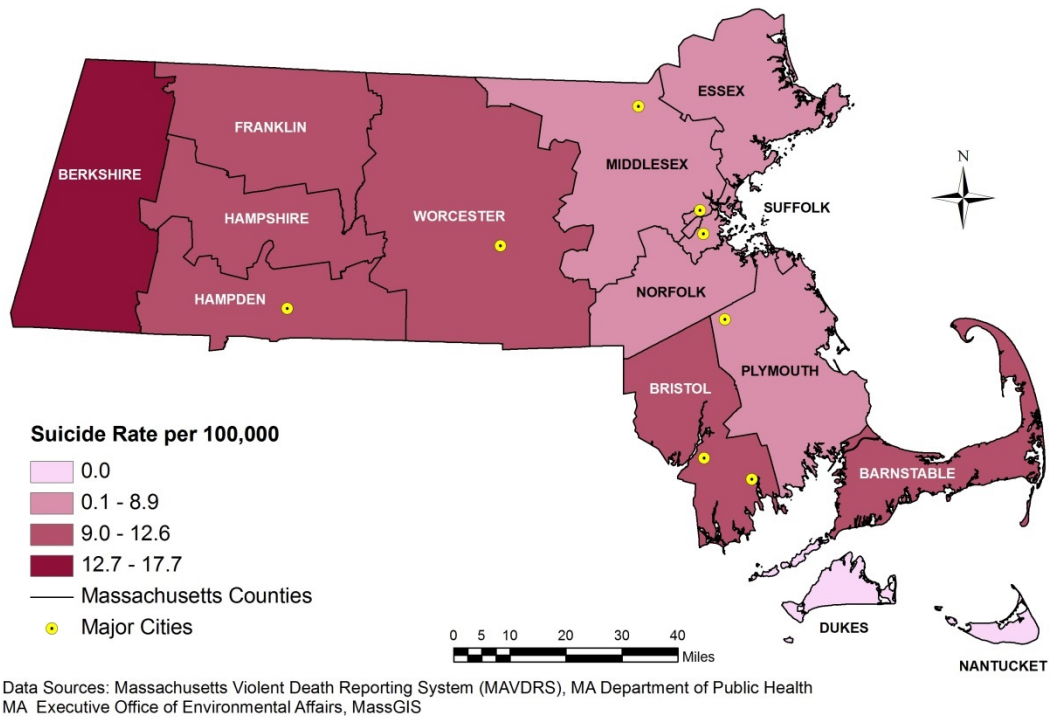 ESSEX
FRANKLIN
MIDDLESEX
BERKSHIRE
N
SUFFOLK
HAMPSHIRE
WORCESTER
NORFOLK
HAMPDEN
PLYMOUTH
BRISTOL
BARNSTABLE
DUKES
NANTUCKET
Suicide Rate per 100,000
0.0
0.1 - 8.9
9.0 - 12.6
12.7 - 17.7
Massachusetts Counties
Major Cities
0 5 10 20 30 40
Miles
Data Sources: Massachusetts Violent Death Reporting System (MAVDRS), MA Department of Public Health
MA Executive Office of Environmental Affairs, MassGIS